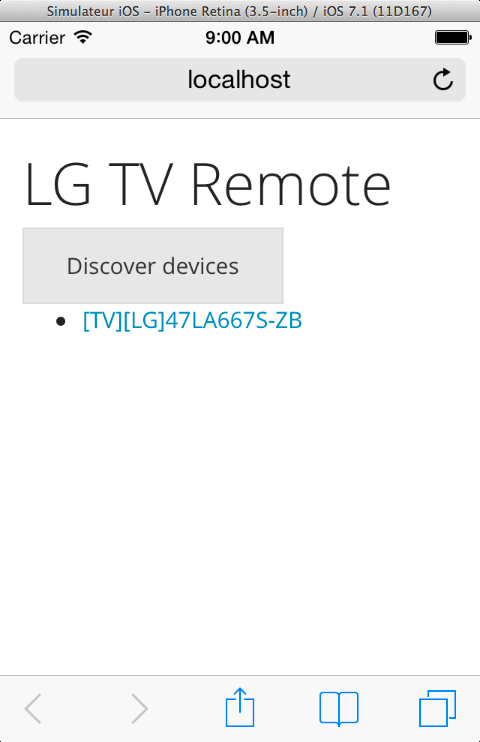 Simulateur iOS – iPhone Retina (3.5-inch) / iOS 7.1 (11D167)
Carrier 9:00 AM
localhost
LG TV Remote
Discover devices
[TV][LG]47LA667S-ZB